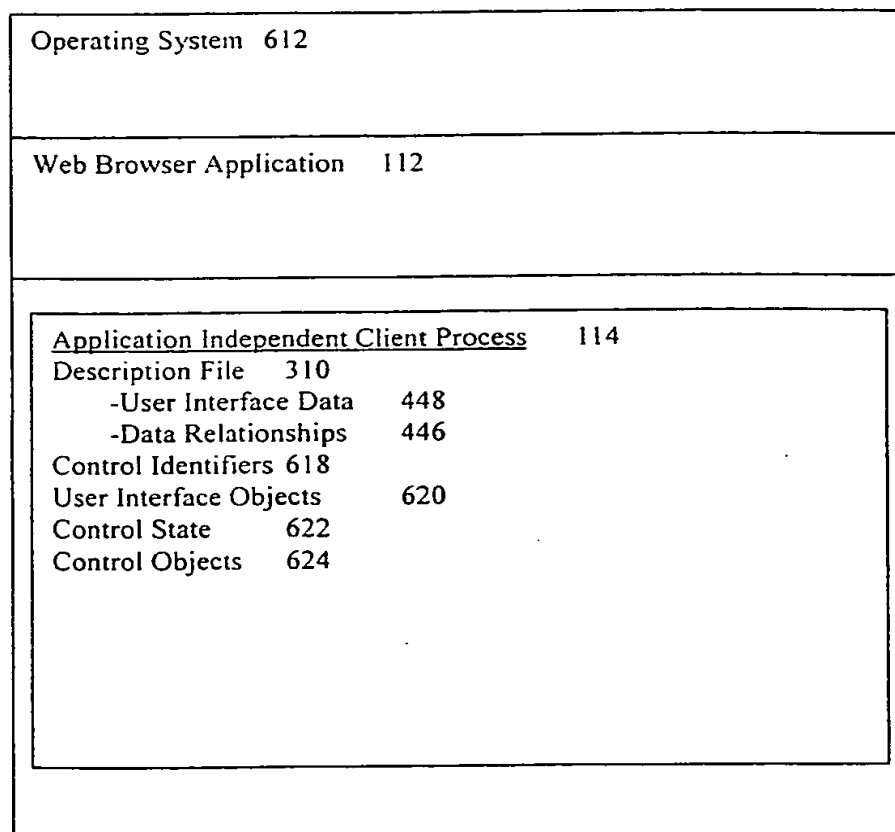 Operating System 612
Web Browser Application 112
Application Independent Client Process 114
Description File 310
-User Interface Data 448
-Data Relationships 446
Control Identifiers 618
User Interface Objects 620
Control State 622
Control Objects 624